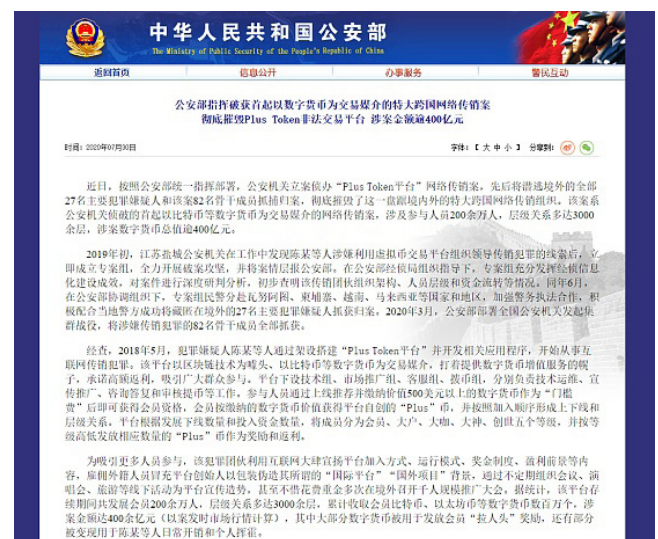 中华人民共和国公安部
The Ministry of Public Security of the People's Republic of China
返回首页 信息公开 办事服务 警民互动
公安部指挥破获首起以数字货币为交易媒介的特大跨国网络传销案
彻底摧毁Plus Token非法交易平台 涉案金额逾400亿元
时间：2020年07月30日 字体：【 大 中 小 】 分享到：
近日，按照公安部统一指挥部署，公安机关立案侦办“Plus Token平台”网络传销案，先后将潜逃境外的全部
27名主要犯罪嫌疑人和该案82名骨干成员抓捕归案，彻底摧毁了这一盘踞境内外的特大跨国网络传销组织。该案系
公安机关侦破的首起以比特币等数字货币为交易媒介的网络传销案，涉及参与人员200余万人，层级关系多达3000
余层，涉案数字货币总值逾400亿元。
2019年初，江苏盐城公安机关在工作中发现陈某等人涉嫌利用虚拟币交易平台组织领导传销犯罪的线索后，立
即成立专案组，全力开展破案攻坚，并将案情层报公安部。在公安部经侦局组织指导下，专案组充分发挥经侦信息
化建设成效，对案件进行深度研判分析，初步查明该传销团伙组织架构、人员层级和资金流转等情况。同年6月，
在公安部协调组织下，专案组民警分赴瓦努阿图、柬埔寨、越南、马来西亚等国家和地区，加强警务执法合作，积
极配合当地警方成功将藏匿在境外的27名主要犯罪嫌疑人抓获归案。2020年3月，公安部部署全国公安机关发起集
群战役，将涉嫌传销犯罪的82名骨干成员全部抓获。
经查，2018年5月，犯罪嫌疑人陈某等人通过架设搭建“Plus Token平台”并开发相关应用程序，开始从事互
联网传销犯罪。该平台以区块链技术为噱头、以比特币等数字货币为交易媒介，打着提供数字货币增值服务的幌
子，承诺高额返利，吸引广大群众参与。平台下设技术组、市场推广组、客服组、拨币组，分别负责技术运维、宣
传推广、咨询答复和审核提币等工作。参与人员通过上线推荐并缴纳价值500美元以上的数字货币作为“门槛
费”后即可获得会员资格，会员按缴纳的数字货币价值获得平台自创的“Plus”币，并按照加入顺序形成上下线和
层级关系。平台根据发展下线数量和投入资金数量，将成员分为会员、大户、大咖、大神、创世五个等级，并按等
级高低发放相应数量的“Plus”币作为奖励和返利。
为吸引更多人员参与，该犯罪团伙利用互联网大肆宣扬平台加入方式、运行模式、奖金制度、盈利前景等内
容，雇佣外籍人员冒充平台创始人以包装伪造其所谓的“国际平台”“国外项目”背景，通过不定期组织会议、演
唱会、旅游等线下活动为平台宣传造势，甚至不惜花费重金多次在境外召开千人规模推广大会。据统计，该平台存
续期间共发展会员200余万人，层级关系多达3000余层，累计收取会员比特币、以太坊币等数字货币数百万个，涉
案金额达400余亿元（以案发时市场行情计算），其中大部分数字货币被用于发放会员“拉人头”奖励，还有部分
被变现用于陈某等人日常开销和个人挥霍。